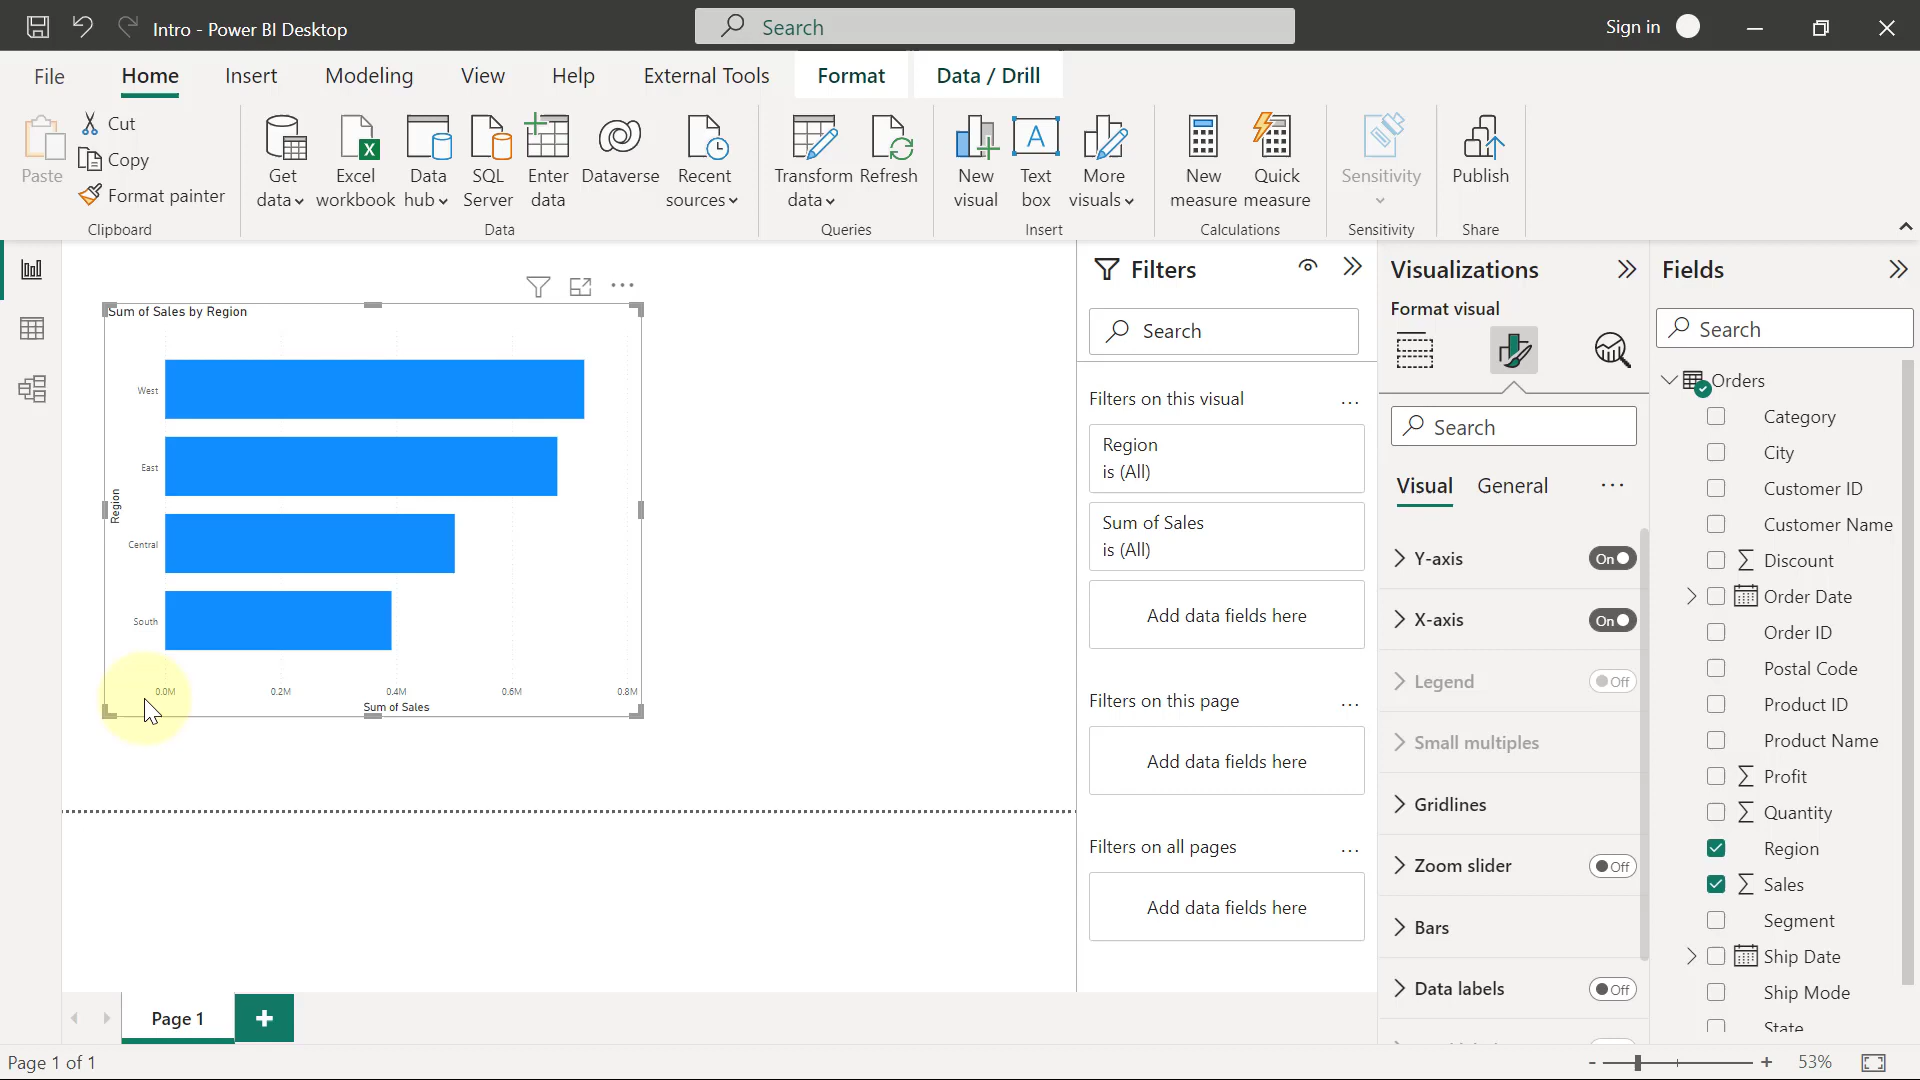 Intro - Power BI Desktop
Search
Sign in
File
Home
Insert
Modeling
View
Help
External Tools
Format
Data / Drill
Paste
Cut
Copy
Format painter
Clipboard
Get
data
Excel
workbook
Data
hub
SQL
Server
Enter
data
Dataverse
Recent
sources
Data
Transform
data
Refresh
Queries
New
visual
A
Text
box
More
visuals
Insert
New
measure
Quick
measure
Calculations
Sensitivity
Sensitivity
Publish
Share
Sum of Sales by Region
Region
West
East
Central
South
0.0M
0.2M
0.4M
0.6M
0.8M
Sum of Sales
Filters
Search
Filters on this visual
...
Region
is (All)
Sum of Sales
is (All)
Add data fields here
Filters on this page
...
Add data fields here
Filters on all pages
...
Add data fields here
Visualizations
Format visual
Search
Visual
General
...
Y-axis
On
X-axis
On
Legend
Off
Small multiples
Gridlines
Zoom slider
Off
Bars
Data labels
Off
Fields
Search
Orders
Category
City
Customer ID
Customer Name
Discount
Order Date
Order ID
Postal Code
Product ID
Product Name
Profit
Quantity
Region
Sales
Segment
Ship Date
Ship Mode
State
Page 1
Page 1 of 1
- + 53%